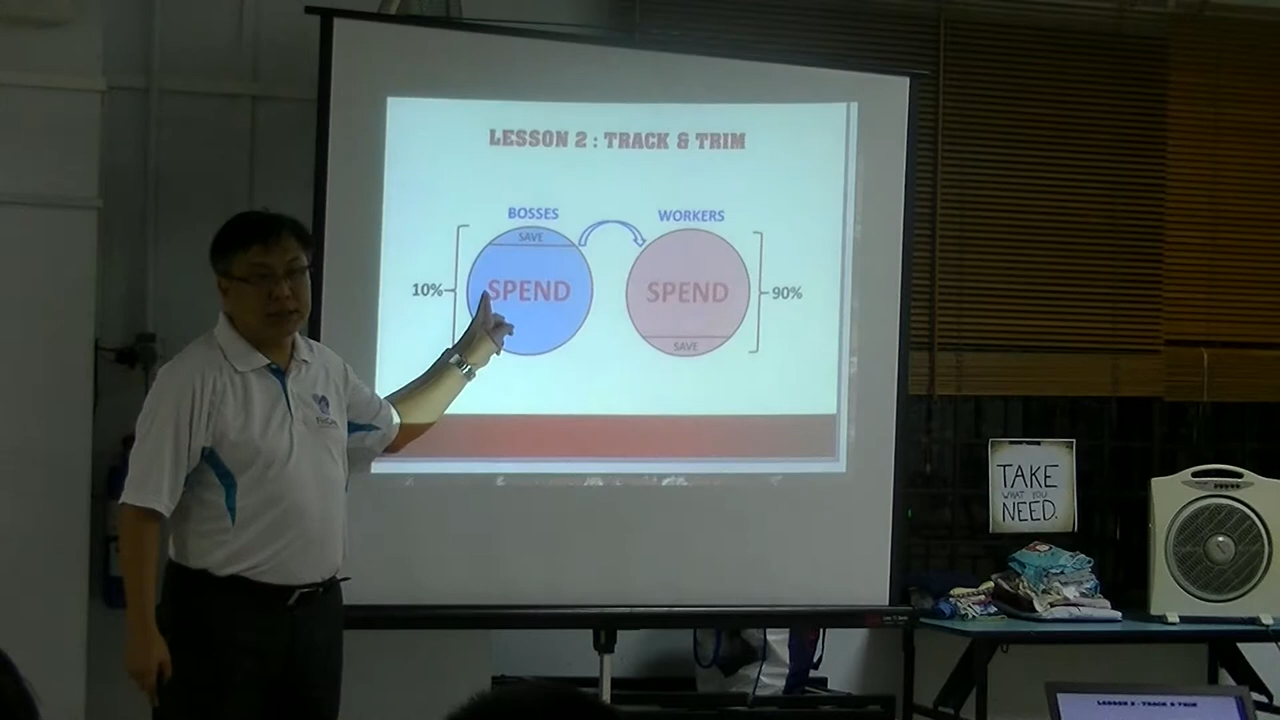 LESSON 2 : TRACK & TRIM
BOSSES
WORKERS
SAVE
10%
SPEND
SPEND
90%
SAVE
TAKE
WHAT YOU
NEED.
LESSON 2 : TRACK & TRIM